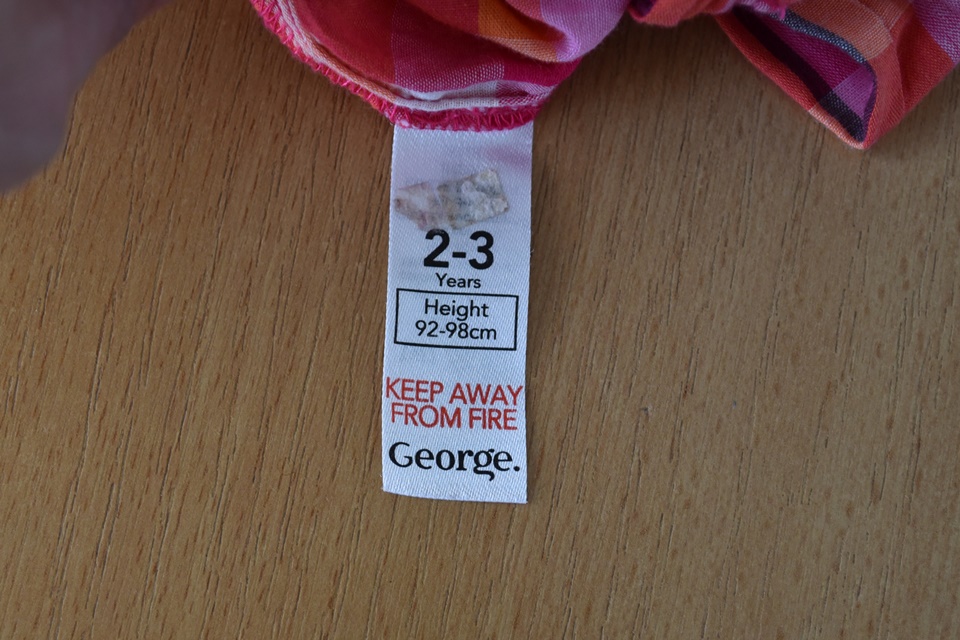 2-3
Years
Height
92-98cm
KEEP AWAY
FROM FIRE
George.